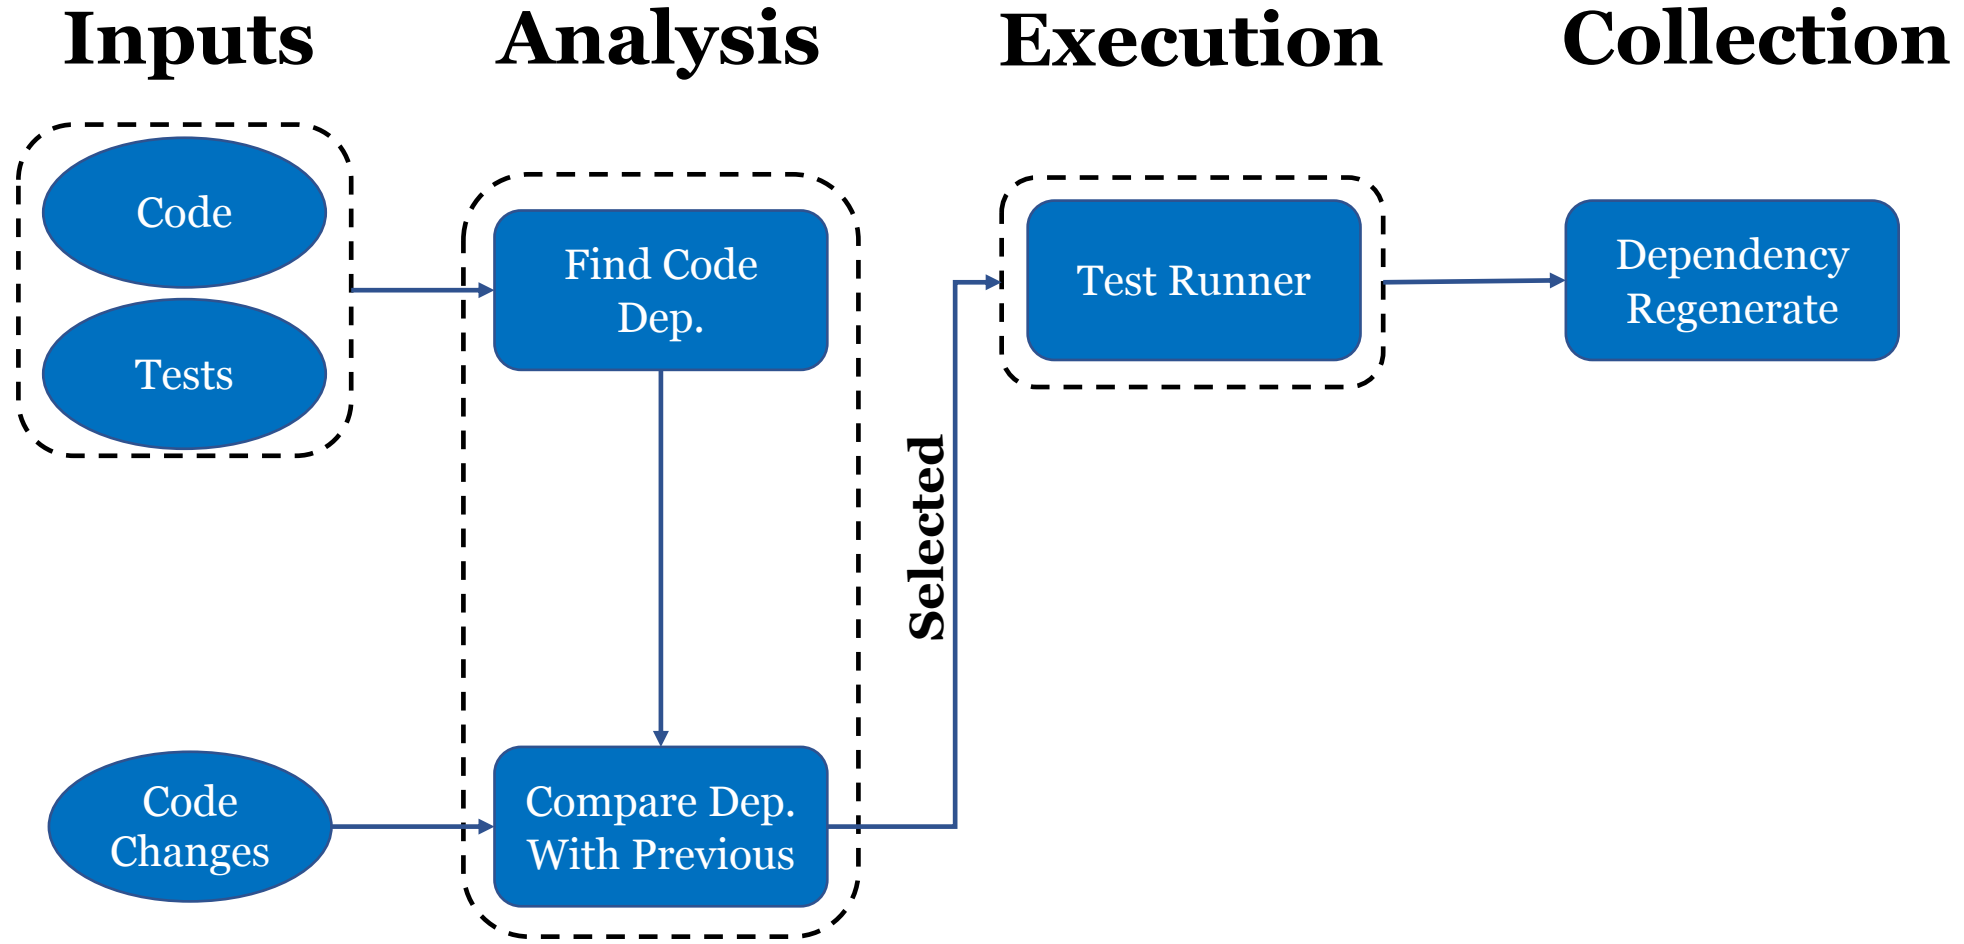 Inputs
Analysis
Execution
Collection
Code
Tests
Find Code
Dep.
Test Runner
Dependency
Regenerate
Selected
Code
Changes
Compare Dep.
With Previous